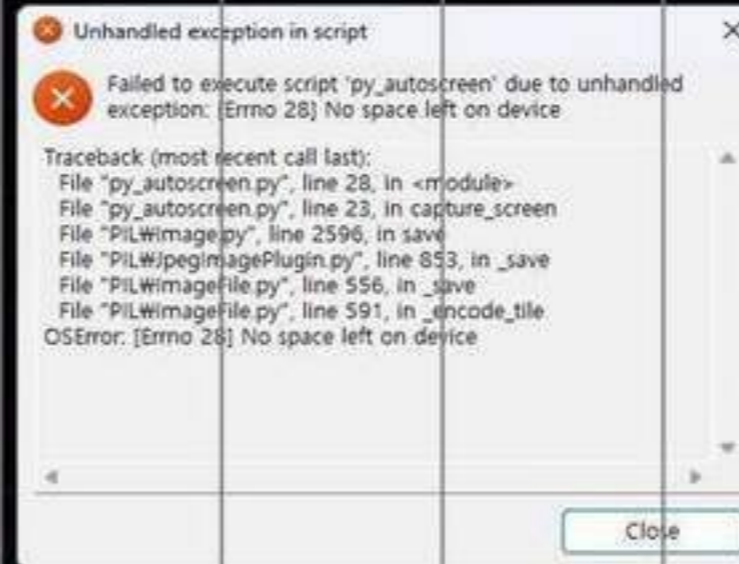 Unhandled exception in script
Failed to execute script 'py_autoscreen' due to unhandled
exception: [Errno 28] No space left on device
Traceback (most recent call last):
File "py_autoscreen.py", line 28, in <module>
File "py_autoscreen.py", line 23, in capture_screen
File "PIL₩Image.py", line 2596, in save
File "PIL₩JpegImagePlugin.py", line 853, in _save
File "PIL₩ImageFile.py", line 556, in _save
File "PIL₩ImageFile.py", line 591, in _encode_tile
OSError: [Errno 28] No space left on device
Close